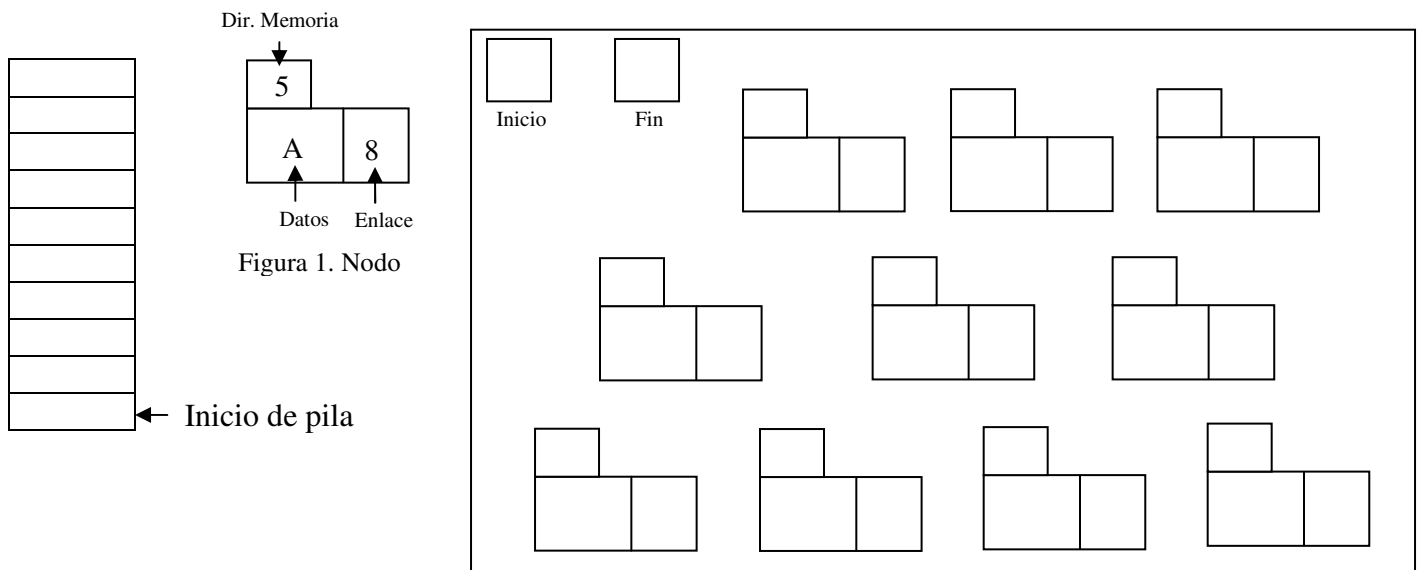 Dir. Memoria
5
A 8
Datos Enlace
Figura 1. Nodo
Inicio de pila
Inicio Fin